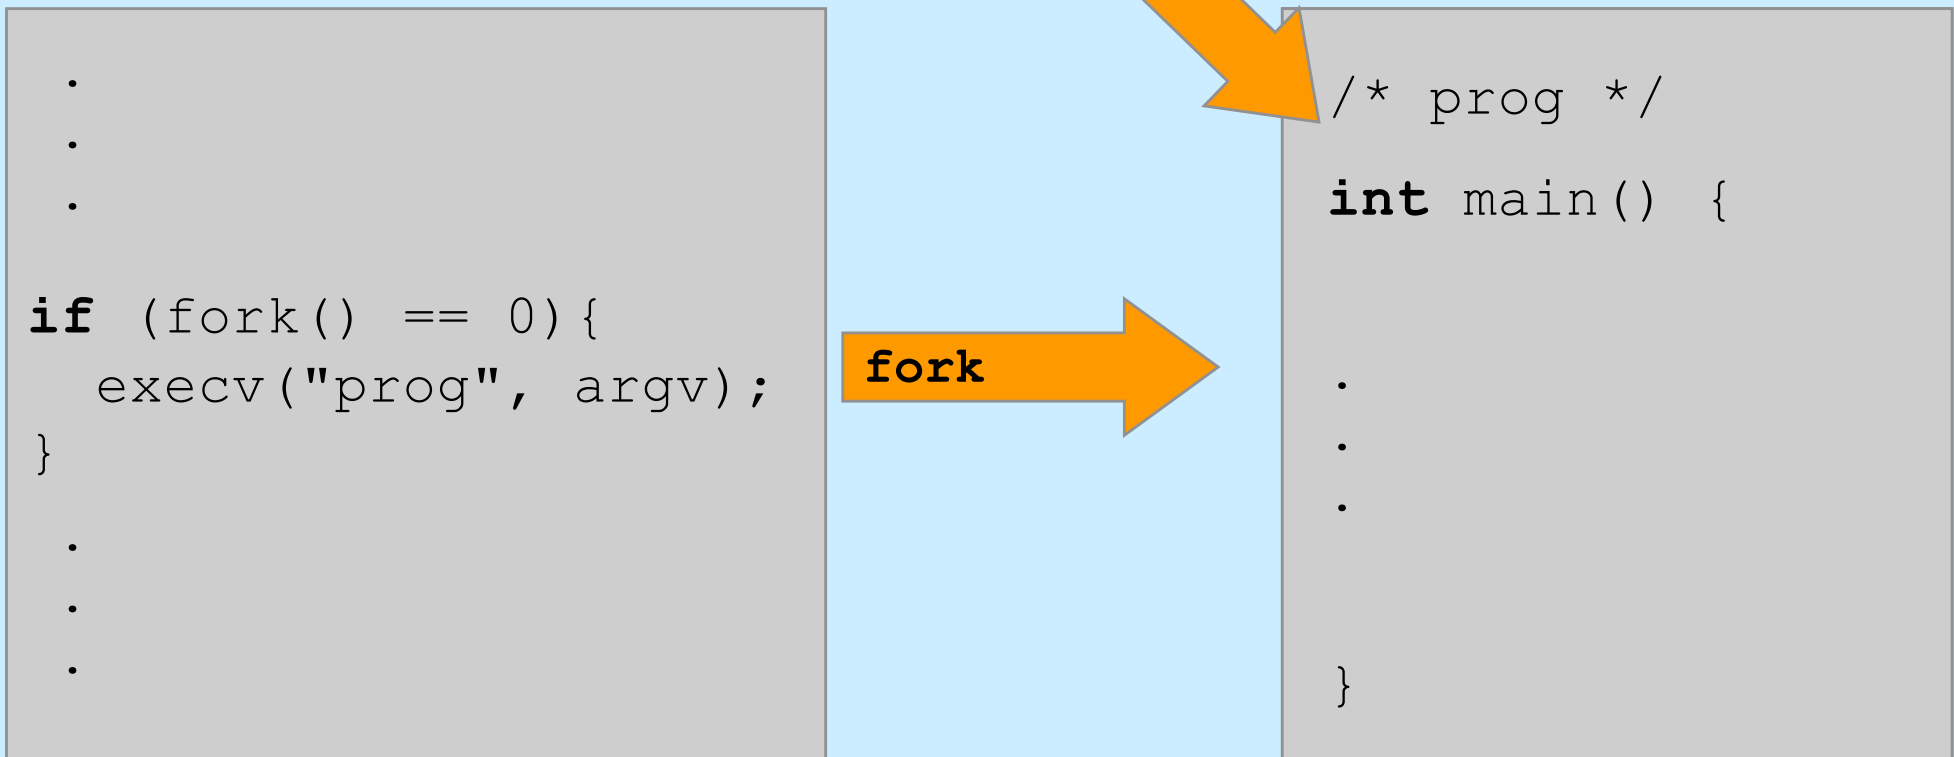 .
.
.
if (fork() == 0){
  execv("prog", argv);
}
.
.
.
fork
/* prog */
int main() {
.
.
.
}